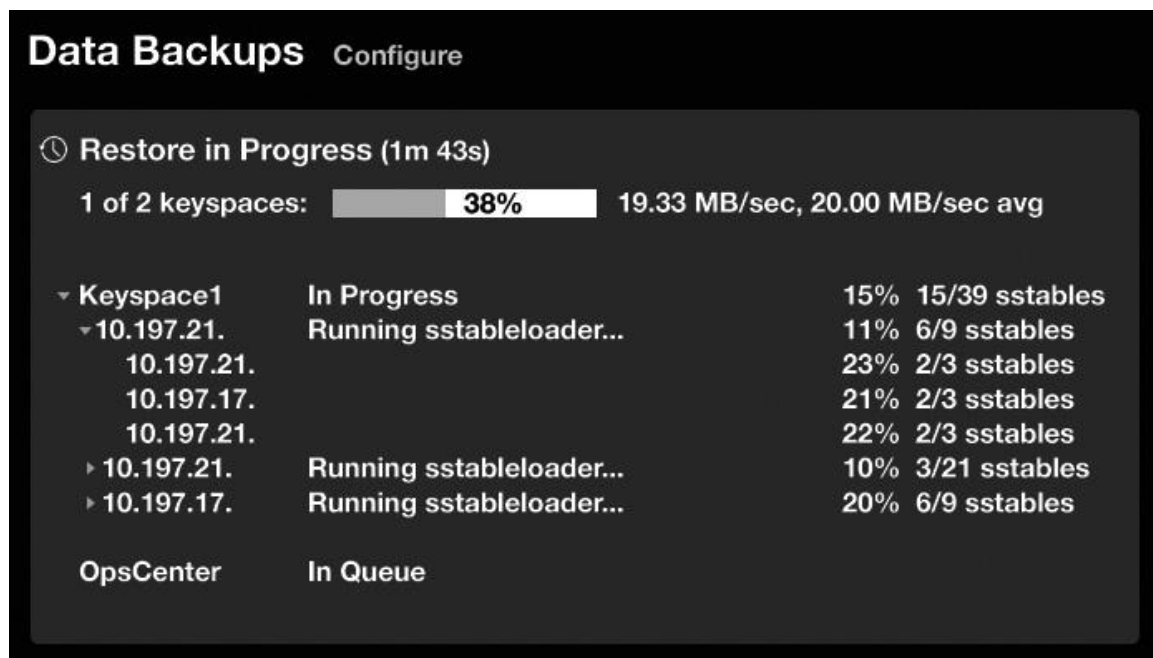 Data Backups Configure
Restore in Progress (1m 43s)
1 of 2 keyspaces: 38% 19.33 MB/sec, 20.00 MB/sec avg
Keyspace1 In Progress 15% 15/39 sstables
10.197.21. Running sstableloader... 11% 6/9 sstables
10.197.21. 23% 2/3 sstables
10.197.17. 21% 2/3 sstables
10.197.21. 22% 2/3 sstables
10.197.21. Running sstableloader... 10% 3/21 sstables
10.197.17. Running sstableloader... 20% 6/9 sstables
OpsCenter In Queue